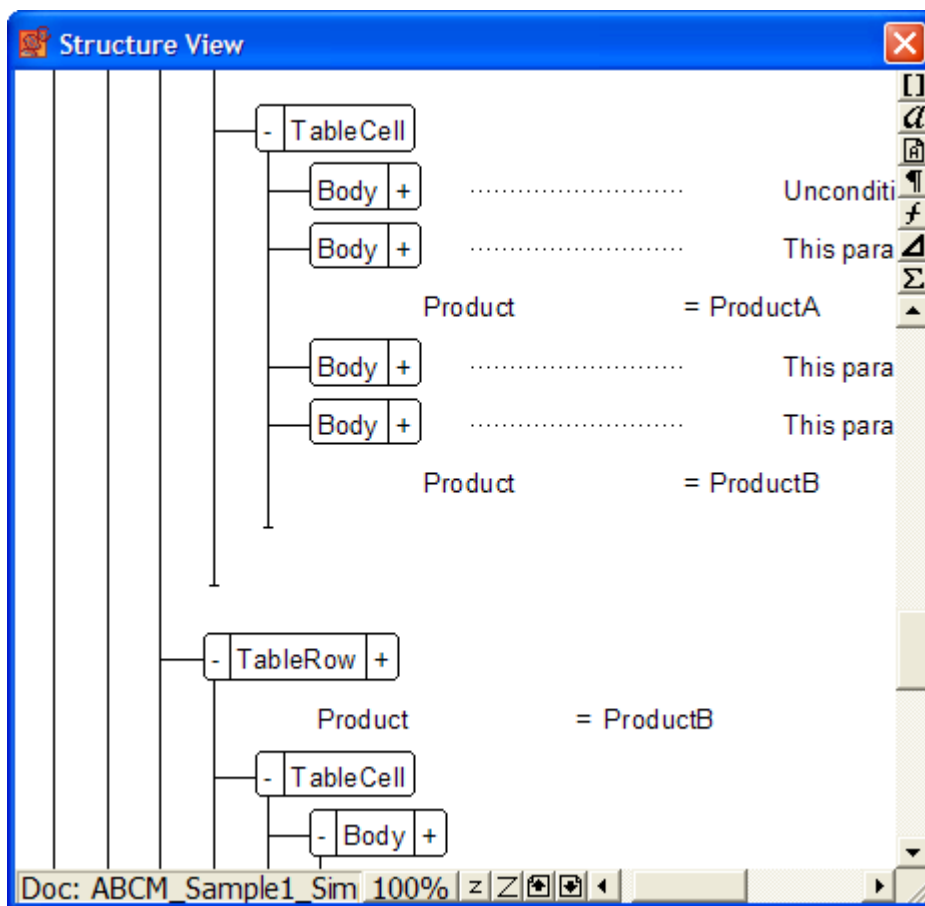 Structure View
- TableCell
Body + Unconditi
Body + This para
Product = ProductA
Body + This para
Body + This para
Product = ProductB
- TableRow +
Product = ProductB
- TableCell
- Body +
Doc: ABCM_Sample1_Sim 100% z Z